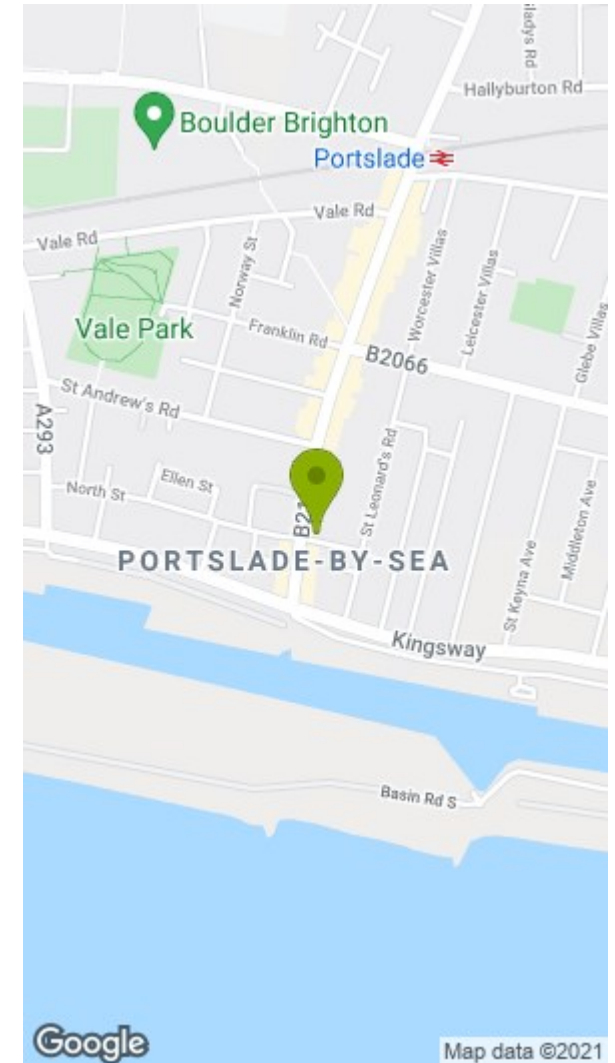 Gladys Rd
Hallyburton Rd
Boulder Brighton
Portslade
Vale Rd
Vale Rd
Norway St
Worcester Villas
Leicester Villas
Vale Park
Franklin Rd
B2066
Glebe Villas
St Andrew's Rd
A293
St Leonard's Rd
Ellen St
North St
Middleton Ave
PORTSLADE-BY-SEA
St Keyna Ave
Kingsway
Basin Rd S
Google
Map data ©2021